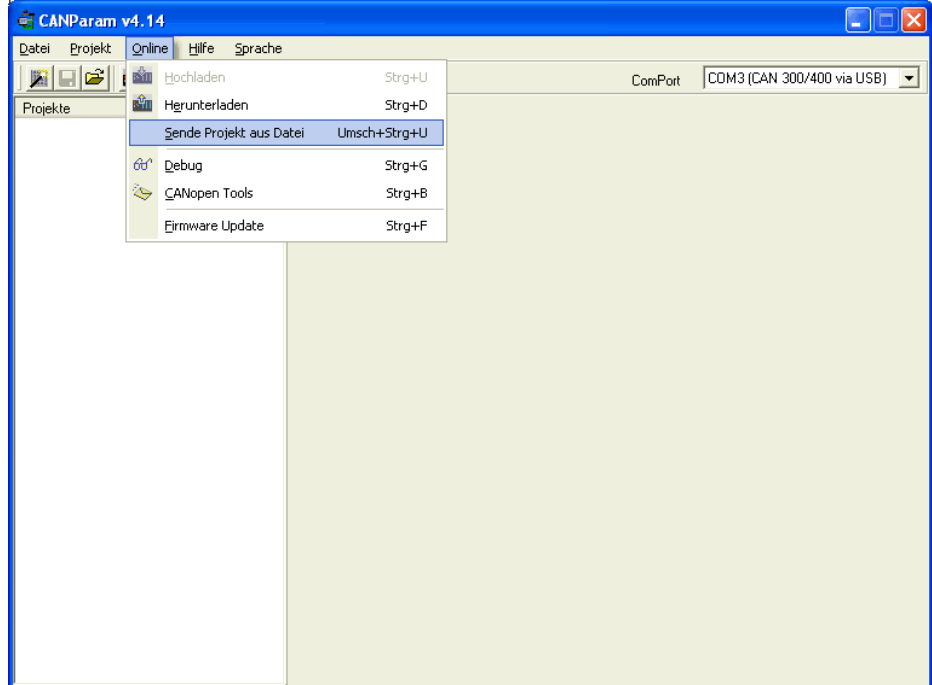 CANParam v4.14
Datei Projekt Online Hilfe Sprache
ComPort COM3 (CAN 300/400 via USB)
Projekte
Hochladen Strg+U
Herunterladen Strg+D
Sende Projekt aus Datei Umsch+Strg+U
Debug Strg+G
CANopen Tools Strg+B
Firmware Update Strg+F